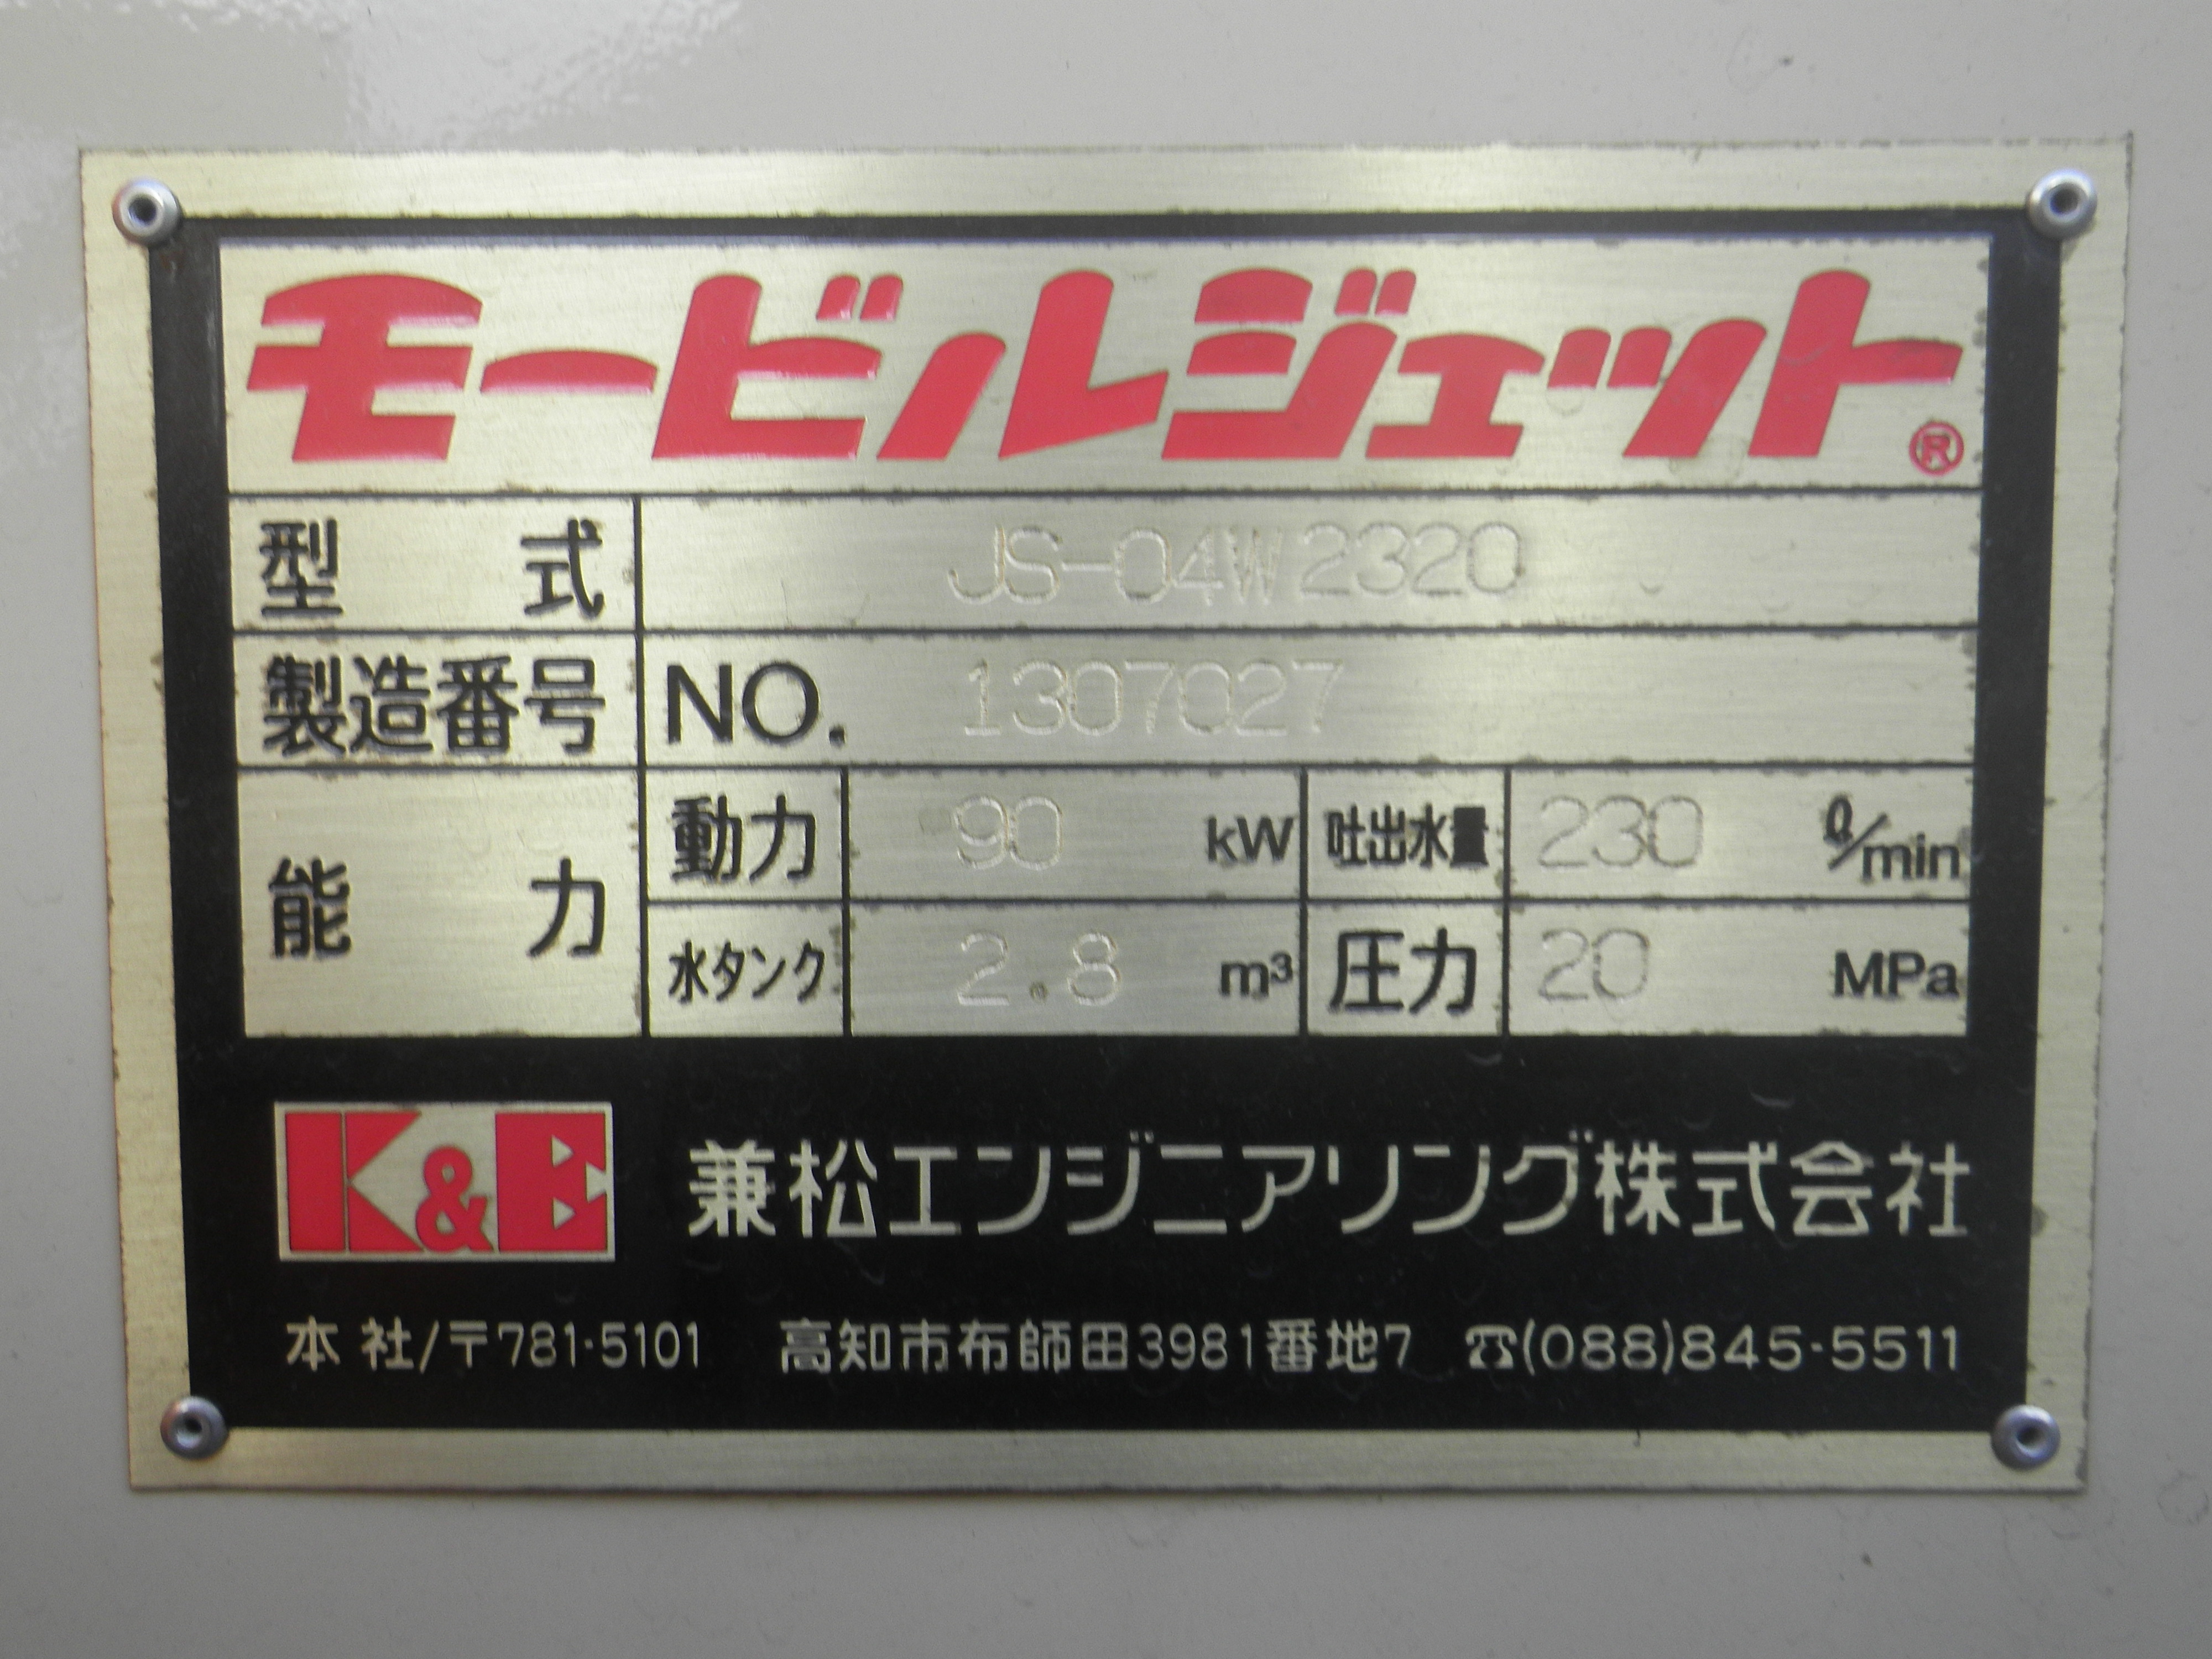 モービルジェット®
型式 JS-04W2320
製造番号 NO. 1307027
能力 動力 90 kW 吐出水量 230 ℓ/min
水タンク 2.8 m³ 圧力 20 MPa
K&E 兼松エンジニアリング株式会社
本社/〒781·5101 高知市布師田3981番地7 ☎(088)845-5511